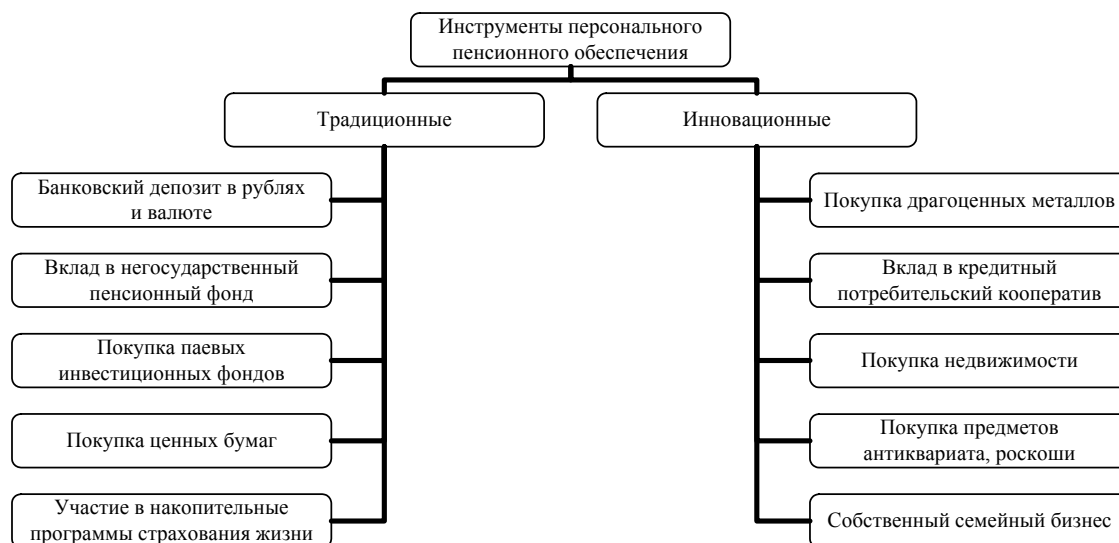 Инструменты персонального
пенсионного обеспечения
Традиционные
Инновационные
Банковский депозит в рублях
и валюте
Вклад в негосударственный
пенсионный фонд
Покупка паевых
инвестиционных фондов
Покупка ценных бумаг
Участие в накопительные
программы страхования жизни
Покупка драгоценных металлов
Вклад в кредитный
потребительский кооператив
Покупка недвижимости
Покупка предметов
антиквариата, роскоши
Собственный семейный бизнес